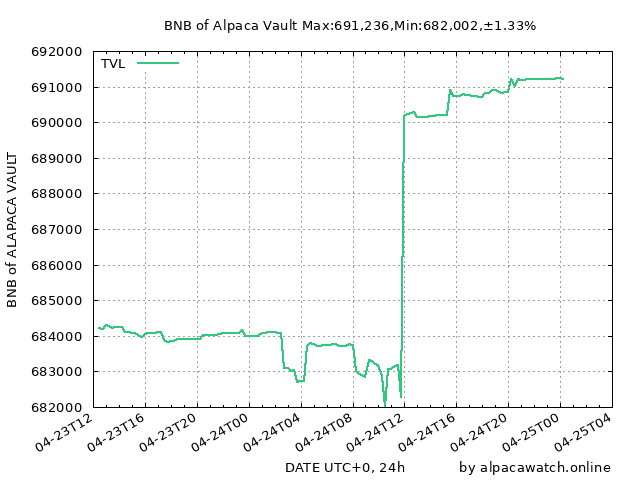 BNB of Alpaca Vault Max:691,236,Min:682,002,±1.33%
TVL
692000
691000
690000
689000
688000
687000
686000
685000
684000
683000
682000
BNB of ALAPACA VAULT
04-23T12
04-23T16
04-23T20
04-24T00
04-24T04
04-24T08
04-24T12
04-24T16
04-24T20
04-25T00
04-25T04
DATE UTC+0, 24h
by alpacawatch.online